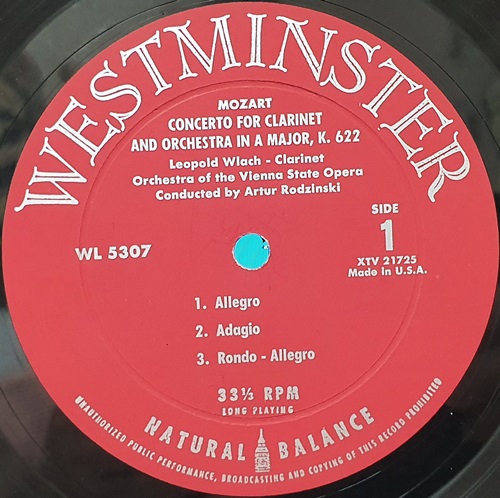 WESTMINSTER
MOZART
CONCERTO FOR CLARINET
AND ORCHESTRA IN A MAJOR, K. 622
Leopold Wlach - Clarinet
Orchestra of the Vienna State Opera
Conducted by Artur Rodzinski
WL 5307
SIDE
1
XTV 21725
Made in U.S.A.
1. Allegro
2. Adagio
3. Rondo - Allegro
33⅓ RPM
LONG PLAYING
NATURAL BALANCE
UNAUTHORIZED PUBLIC PERFORMANCE, BROADCASTING AND COPYING OF THIS RECORD PROHIBITED